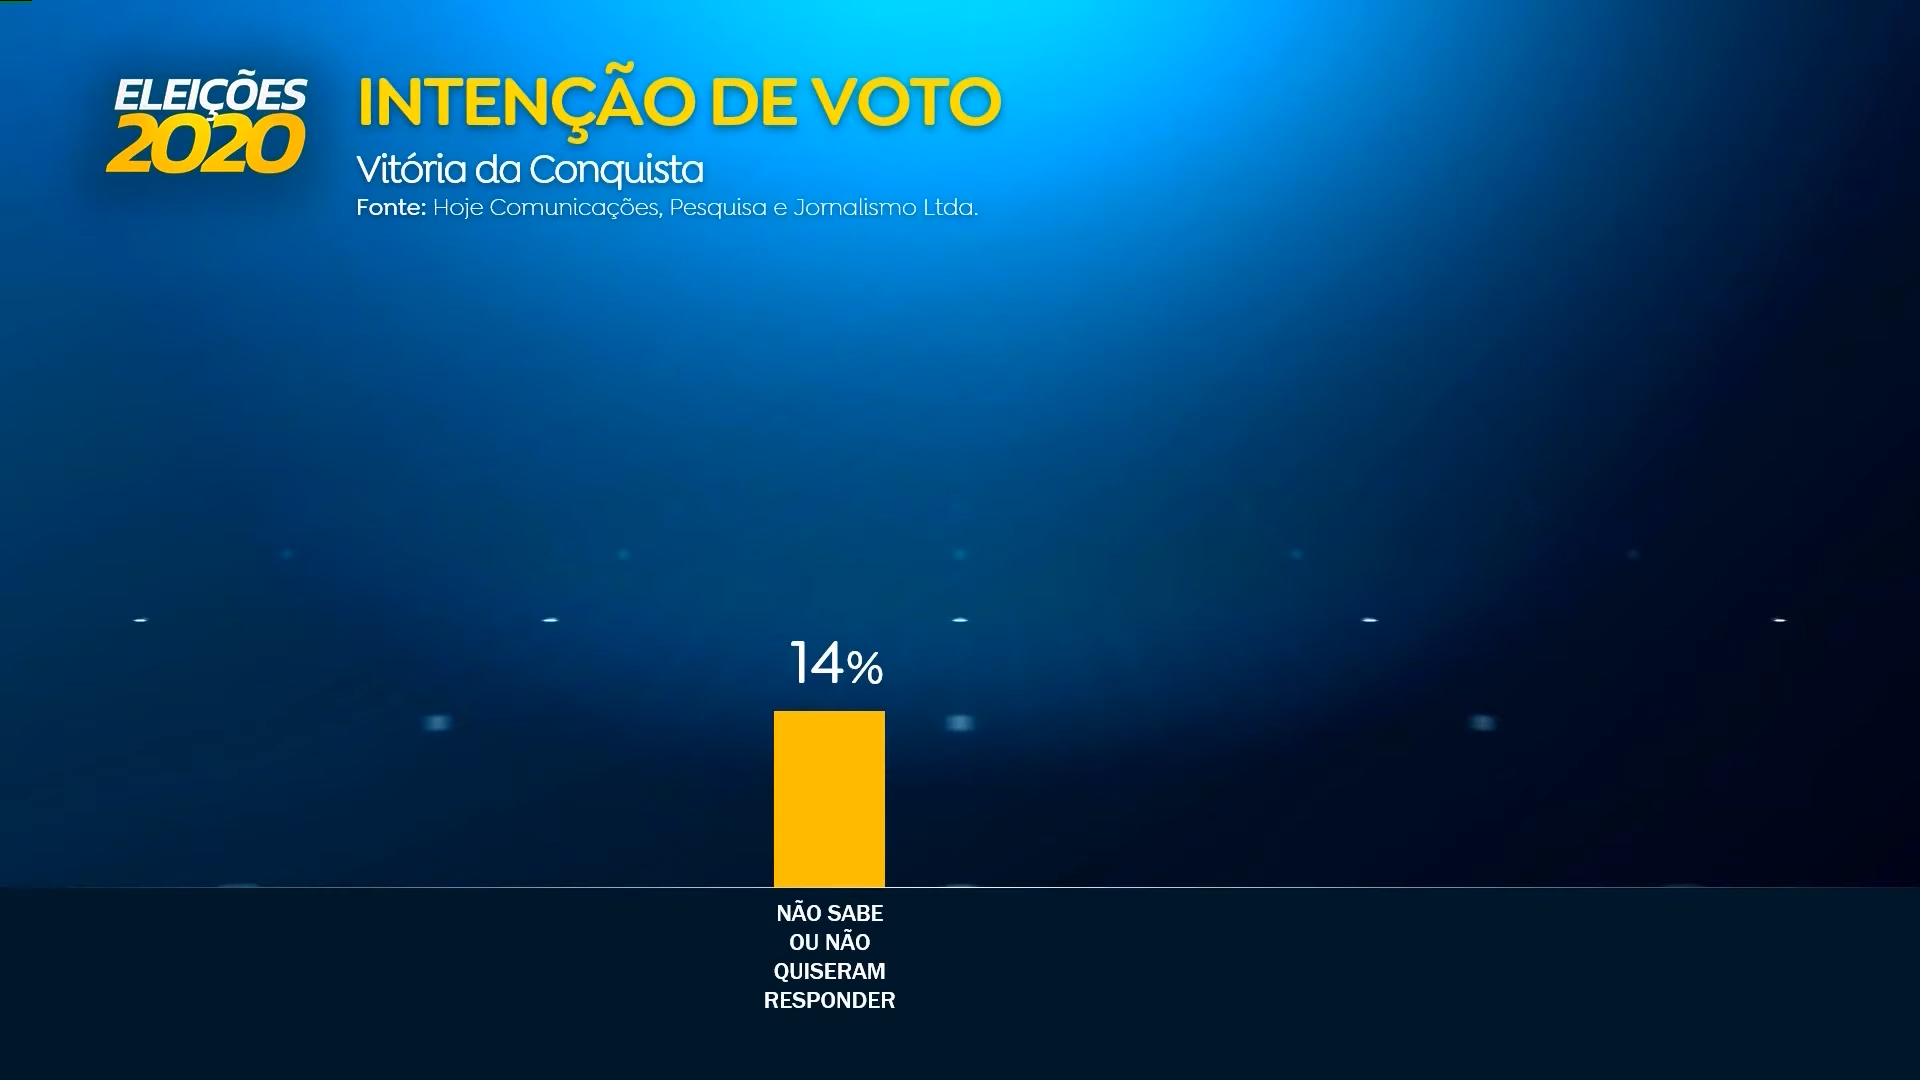 ELEIÇÕES
2020
INTENÇÃO DE VOTO
Vitória da Conquista
Fonte: Hoje Comunicações, Pesquisa e Jornalismo Ltda.
14%
NÃO SABE
OU NÃO
QUISERAM
RESPONDER